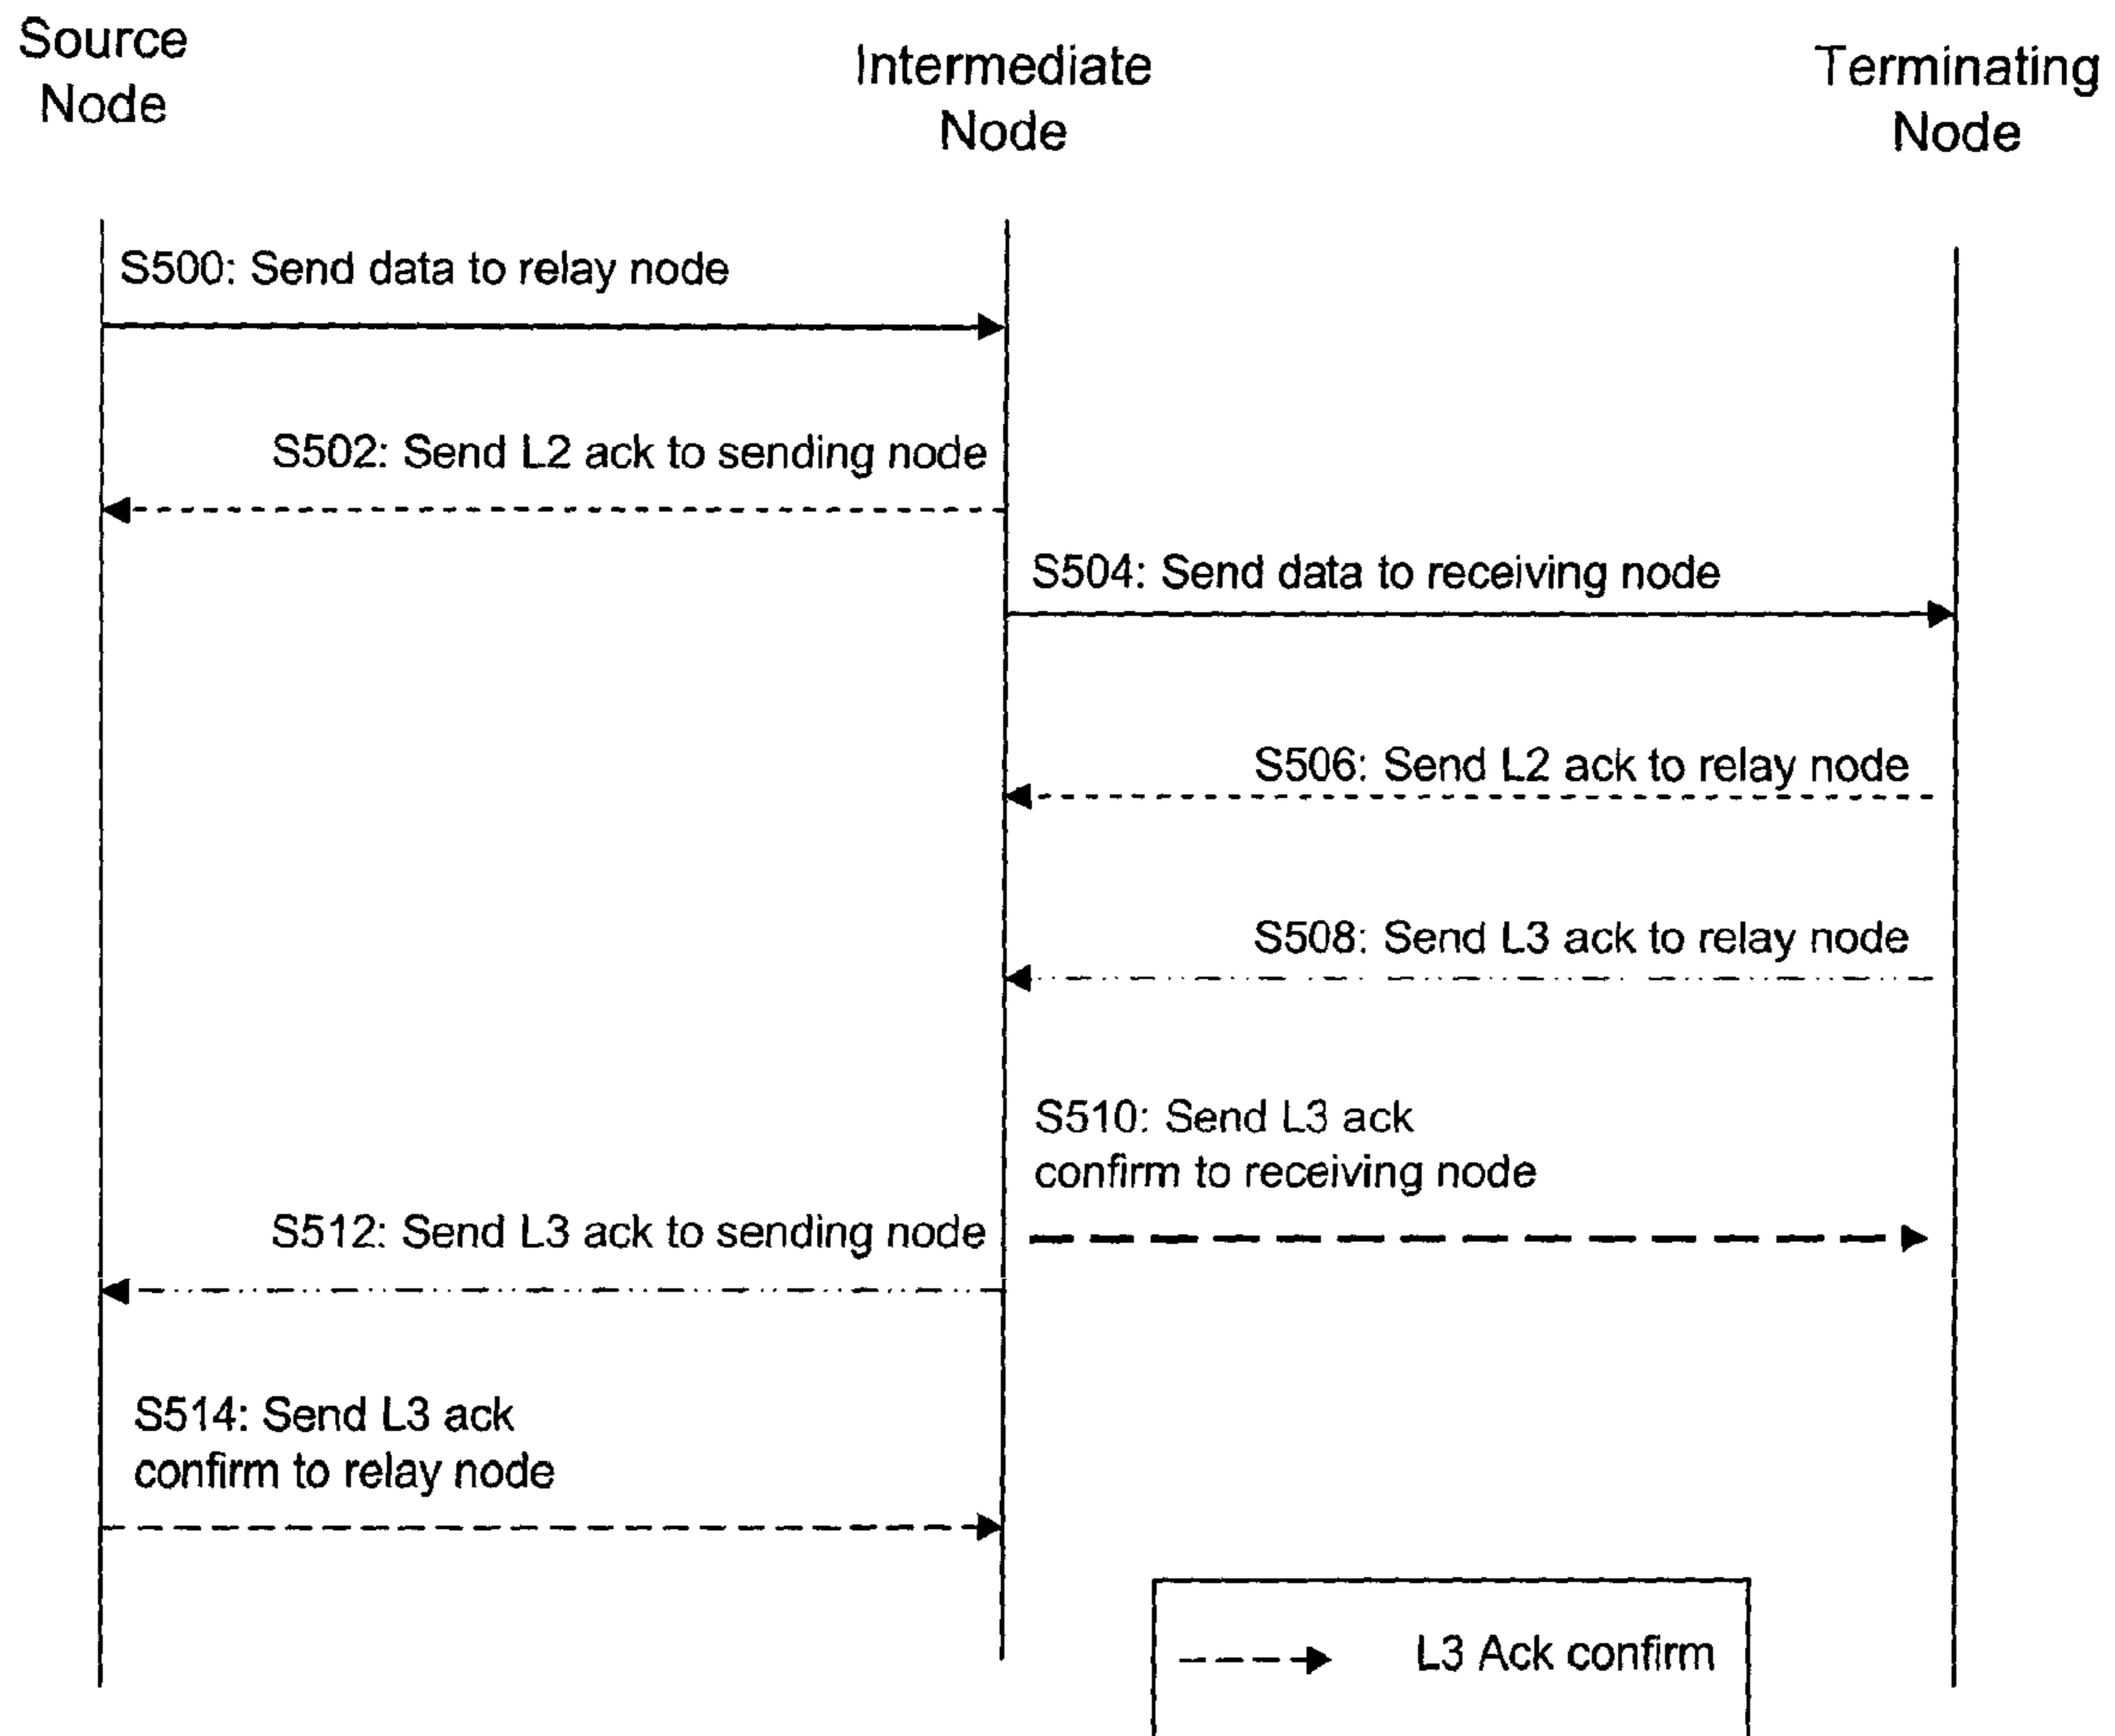 Source
Node
Intermediate
Node
Terminating
Node
S500: Send data to relay node
S502: Send L2 ack to sending node
S504: Send data to receiving node
S506: Send L2 ack to relay node
S508: Send L3 ack to relay node
S510: Send L3 ack
confirm to receiving node
S512: Send L3 ack to sending node
S514: Send L3 ack
confirm to relay node
L3 Ack confirm